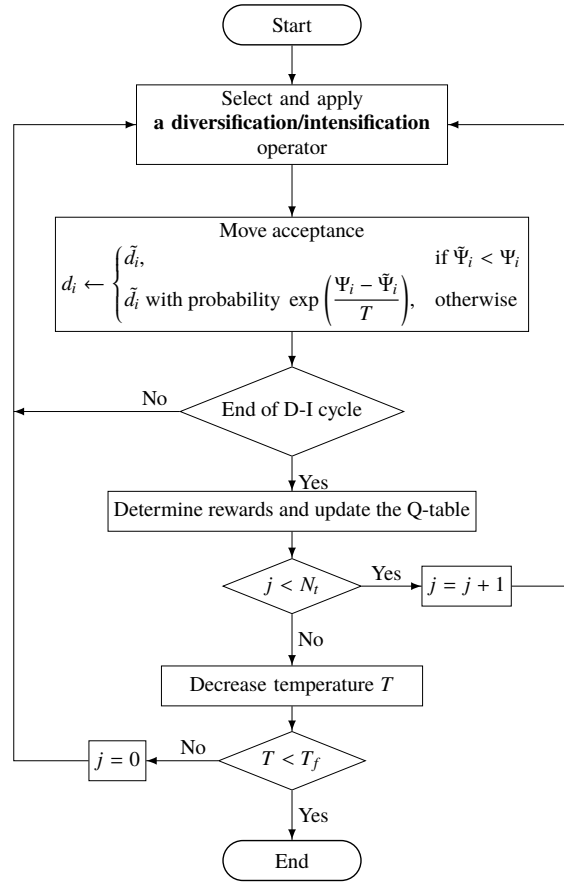 Start
Select and apply
a diversification/intensification
operator
Move acceptance
d_i ← { d̃_i, if Ψ̃_i < Ψ_i
d̃_i with probability exp((Ψ_i − Ψ̃_i)/T), otherwise
No
End of D-I cycle
Yes
Determine rewards and update the Q-table
j < N_t
Yes
j = j + 1
No
Decrease temperature T
j = 0
No
T < T_f
Yes
End